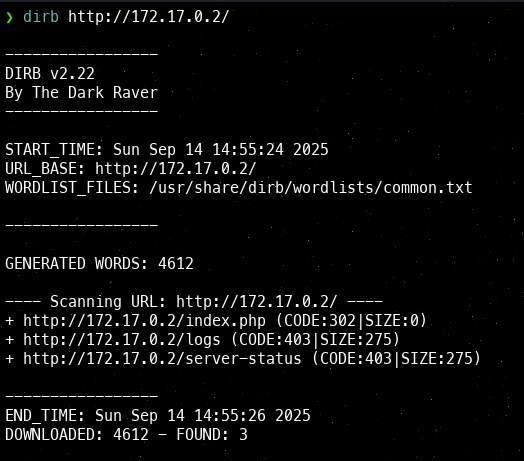 ❯ dirb http://172.17.0.2/
-----------------
DIRB v2.22
By The Dark Raver
-----------------
START_TIME: Sun Sep 14 14:55:24 2025
URL_BASE: http://172.17.0.2/
WORDLIST_FILES: /usr/share/dirb/wordlists/common.txt
-----------------
GENERATED WORDS: 4612
---- Scanning URL: http://172.17.0.2/ ----
+ http://172.17.0.2/index.php (CODE:302|SIZE:0)
+ http://172.17.0.2/logs (CODE:403|SIZE:275)
+ http://172.17.0.2/server-status (CODE:403|SIZE:275)
-----------------
END_TIME: Sun Sep 14 14:55:26 2025
DOWNLOADED: 4612 - FOUND: 3